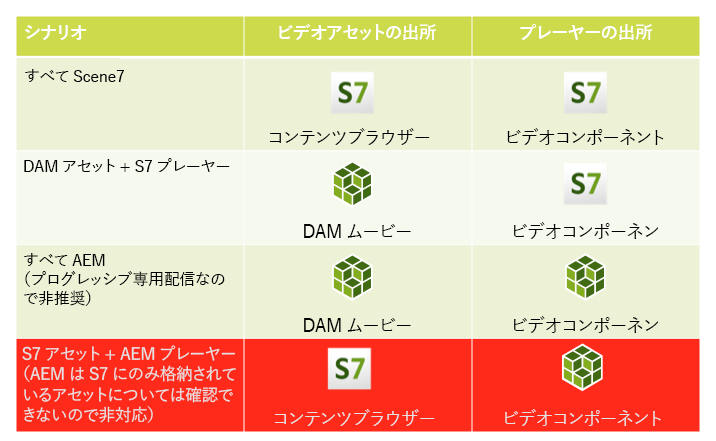 シナリオ
ビデオアセットの出所
プレーヤーの出所
すべて Scene7
S7
コンテンツブラウザー
S7
ビデオコンポーネント
DAM アセット + S7 プレーヤー
DAM ムービー
S7
ビデオコンポーネン
すべて AEM
（プログレッシブ専用配信なの
で非推奨）
DAM ムービー
ビデオコンポーネン
S7 アセット + AEM プレーヤー
（AEM は S7 にのみ格納されて
いるアセットについては確認で
きないので非対応）
S7
コンテンツブラウザー
ビデオコンポーネント